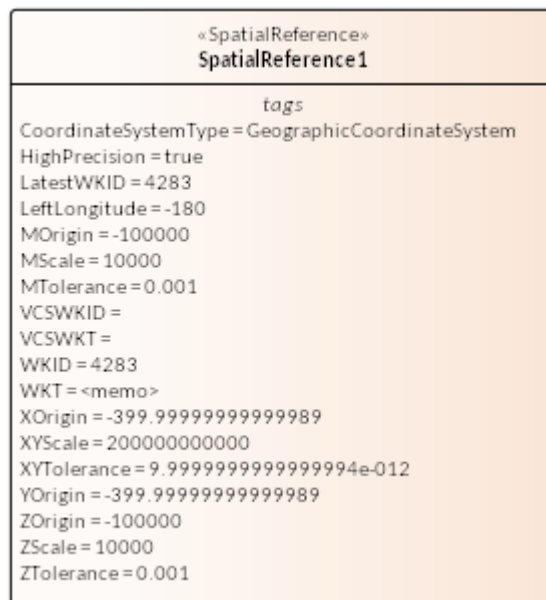 «SpatialReference»
SpatialReference1
tags
CoordinateSystemType = GeographicCoordinateSystem
HighPrecision = true
LatestWKID = 4283
LeftLongitude = -180
MOrigin = -100000
MScale = 10000
MTolerance = 0.001
VCSWKID =
VCSWKT =
WKID = 4283
WKT = <memo>
XOrigin = -399.99999999999989
XYScale = 200000000000
XYTolerance = 9.9999999999999994e-012
YOrigin = -399.99999999999989
ZOrigin = -100000
ZScale = 10000
ZTolerance = 0.001